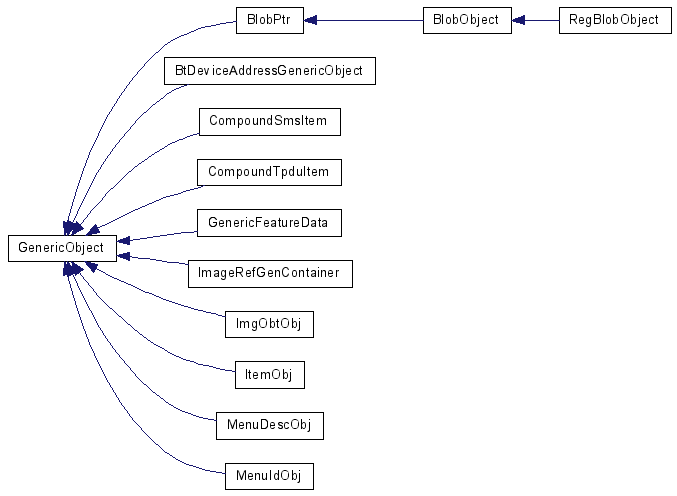 BlobPtr
BlobObject
RegBlobObject
BtDeviceAddressGenericObject
CompoundSmsItem
CompoundTpduItem
GenericFeatureData
GenericObject
ImageRefGenContainer
ImgObtObj
ItemObj
MenuDescObj
MenuIdObj